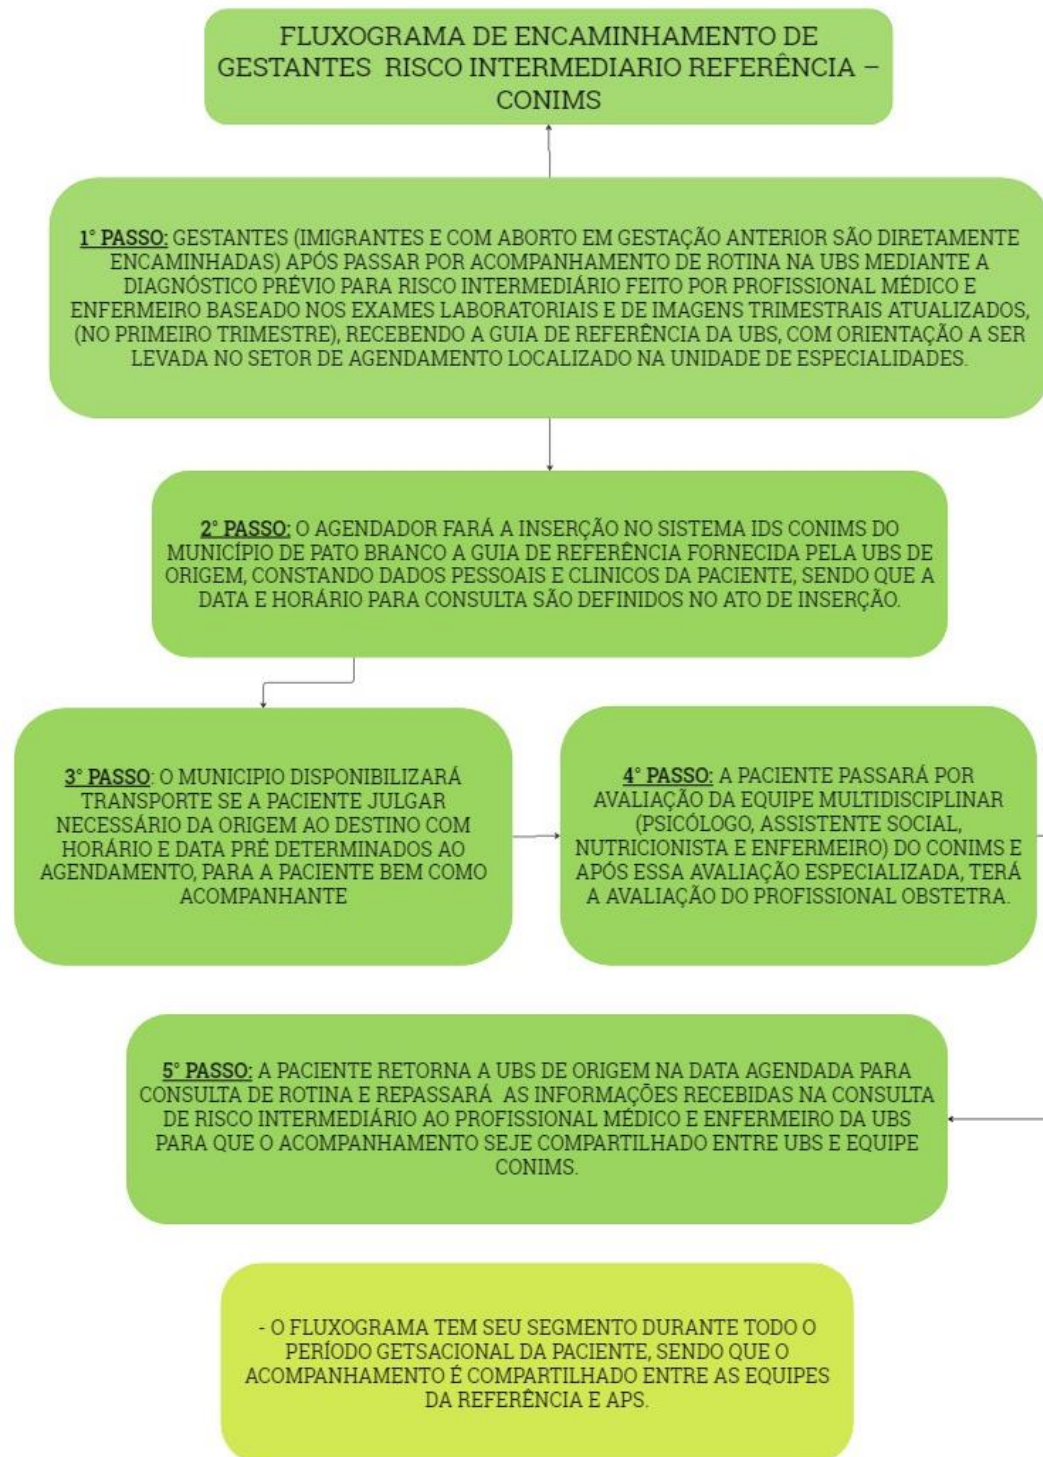 FLUXOGRAMA DE ENCAMINHAMENTO DE
GESTANTES RISCO INTERMEDIARIO REFERÊNCIA –
CONIMS
1° PASSO: GESTANTES (IMIGRANTES E COM ABORTO EM GESTAÇÃO ANTERIOR SÃO DIRETAMENTE
ENCAMINHADAS) APÓS PASSAR POR ACOMPANHAMENTO DE ROTINA NA UBS MEDIANTE A
DIAGNÓSTICO PRÉVIO PARA RISCO INTERMEDIÁRIO FEITO POR PROFISSIONAL MÉDICO E
ENFERMEIRO BASEADO NOS EXAMES LABORATORIAIS E DE IMAGENS TRIMESTRAIS ATUALIZADOS,
(NO PRIMEIRO TRIMESTRE), RECEBENDO A GUIA DE REFERÊNCIA DA UBS, COM ORIENTAÇÃO A SER
LEVADA NO SETOR DE AGENDAMENTO LOCALIZADO NA UNIDADE DE ESPECIALIDADES.
2° PASSO: O AGENDADOR FARÁ A INSERÇÃO NO SISTEMA IDS CONIMS DO
MUNICÍPIO DE PATO BRANCO A GUIA DE REFERÊNCIA FORNECIDA PELA UBS DE
ORIGEM, CONSTANDO DADOS PESSOAIS E CLINICOS DA PACIENTE, SENDO QUE A
DATA E HORÁRIO PARA CONSULTA SÃO DEFINIDOS NO ATO DE INSERÇÃO.
3° PASSO: O MUNICIPIO DISPONIBILIZARÁ
TRANSPORTE SE A PACIENTE JULGAR
NECESSÁRIO DA ORIGEM AO DESTINO COM
HORÁRIO E DATA PRÉ DETERMINADOS AO
AGENDAMENTO, PARA A PACIENTE BEM COMO
ACOMPANHANTE
4° PASSO: A PACIENTE PASSARÁ POR
AVALIAÇÃO DA EQUIPE MULTIDISCIPLINAR
(PSICÓLOGO, ASSISTENTE SOCIAL,
NUTRICIONISTA E ENFERMEIRO) DO CONIMS E
APÓS ESSA AVALIAÇÃO ESPECIALIZADA, TERÁ
A AVALIAÇÃO DO PROFISSIONAL OBSTETRA.
5° PASSO: A PACIENTE RETORNA A UBS DE ORIGEM NA DATA AGENDADA PARA
CONSULTA DE ROTINA E REPASSARÁ AS INFORMAÇÕES RECEBIDAS NA CONSULTA
DE RISCO INTERMEDIÁRIO AO PROFISSIONAL MÉDICO E ENFERMEIRO DA UBS
PARA QUE O ACOMPANHAMENTO SEJE COMPARTILHADO ENTRE UBS E EQUIPE
CONIMS.
- O FLUXOGRAMA TEM SEU SEGMENTO DURANTE TODO O
PERÍODO GETSACIONAL DA PACIENTE, SENDO QUE O
ACOMPANHAMENTO É COMPARTILHADO ENTRE AS EQUIPES
DA REFERÊNCIA E APS.